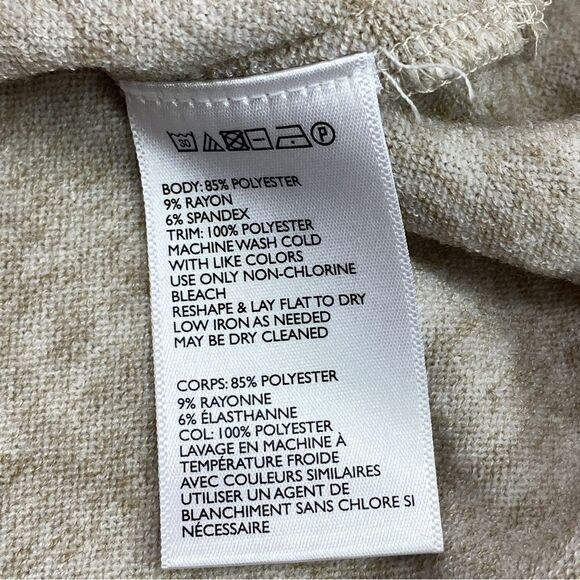 30 P
BODY: 85% POLYESTER
9% RAYON
6% SPANDEX
TRIM: 100% POLYESTER
MACHINE WASH COLD
WITH LIKE COLORS
USE ONLY NON-CHLORINE
BLEACH
RESHAPE & LAY FLAT TO DRY
LOW IRON AS NEEDED
MAY BE DRY CLEANED
CORPS: 85% POLYESTER
9% RAYONNE
6% ÉLASTHANNE
COL: 100% POLYESTER
LAVAGE EN MACHINE À
TEMPÉRATURE FROIDE
AVEC COULEURS SIMILAIRES
UTILISER UN AGENT DE
BLANCHIMENT SANS CHLORE SI
NÉCESSAIRE